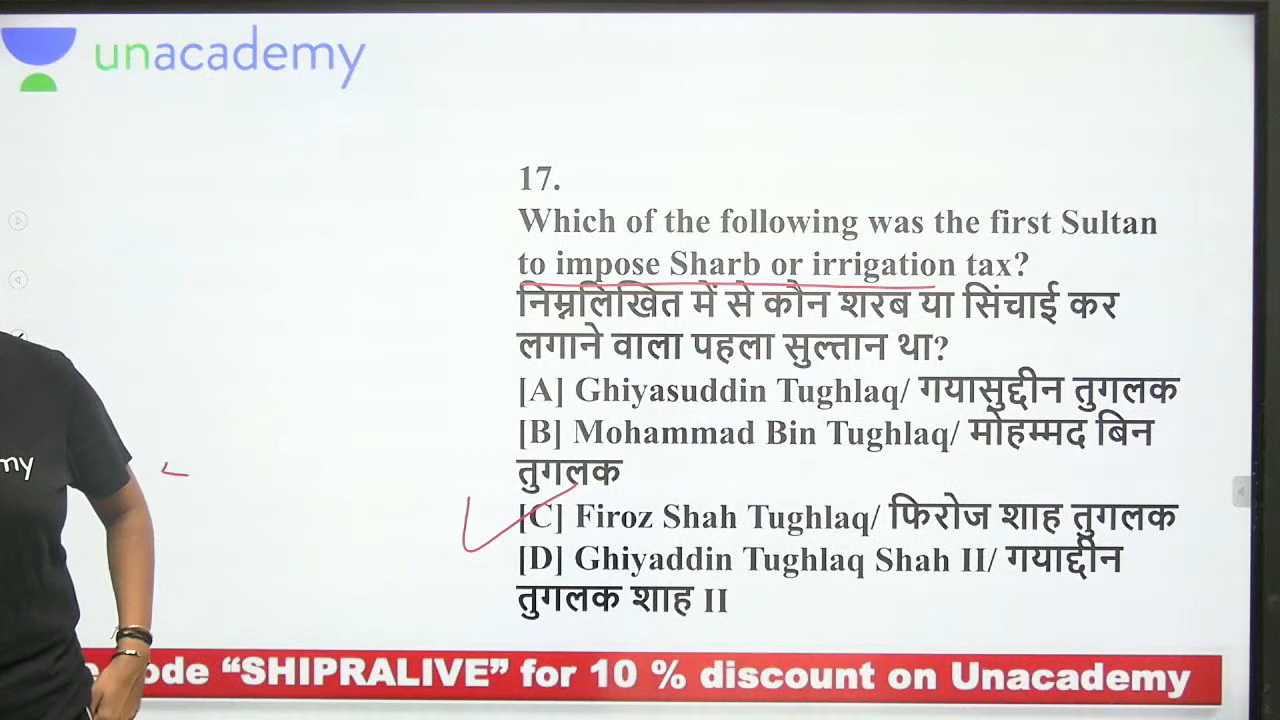 unacademy
17.
Which of the following was the first Sultan
to impose Sharb or irrigation tax?
निम्नलिखित में से कौन शरब या सिंचाई कर
लगाने वाला पहला सुल्तान था?
[A] Ghiyasuddin Tughlaq/ गयासुद्दीन तुगलक
[B] Mohammad Bin Tughlaq/ मोहम्मद बिन
तुगलक
[C] Firoz Shah Tughlaq/ फिरोज शाह तुगलक
[D] Ghiyaddin Tughlaq Shah II/ गयाद्दीन
तुगलक शाह II
my
ode “SHIPRALIVE” for 10 % discount on Unacademy